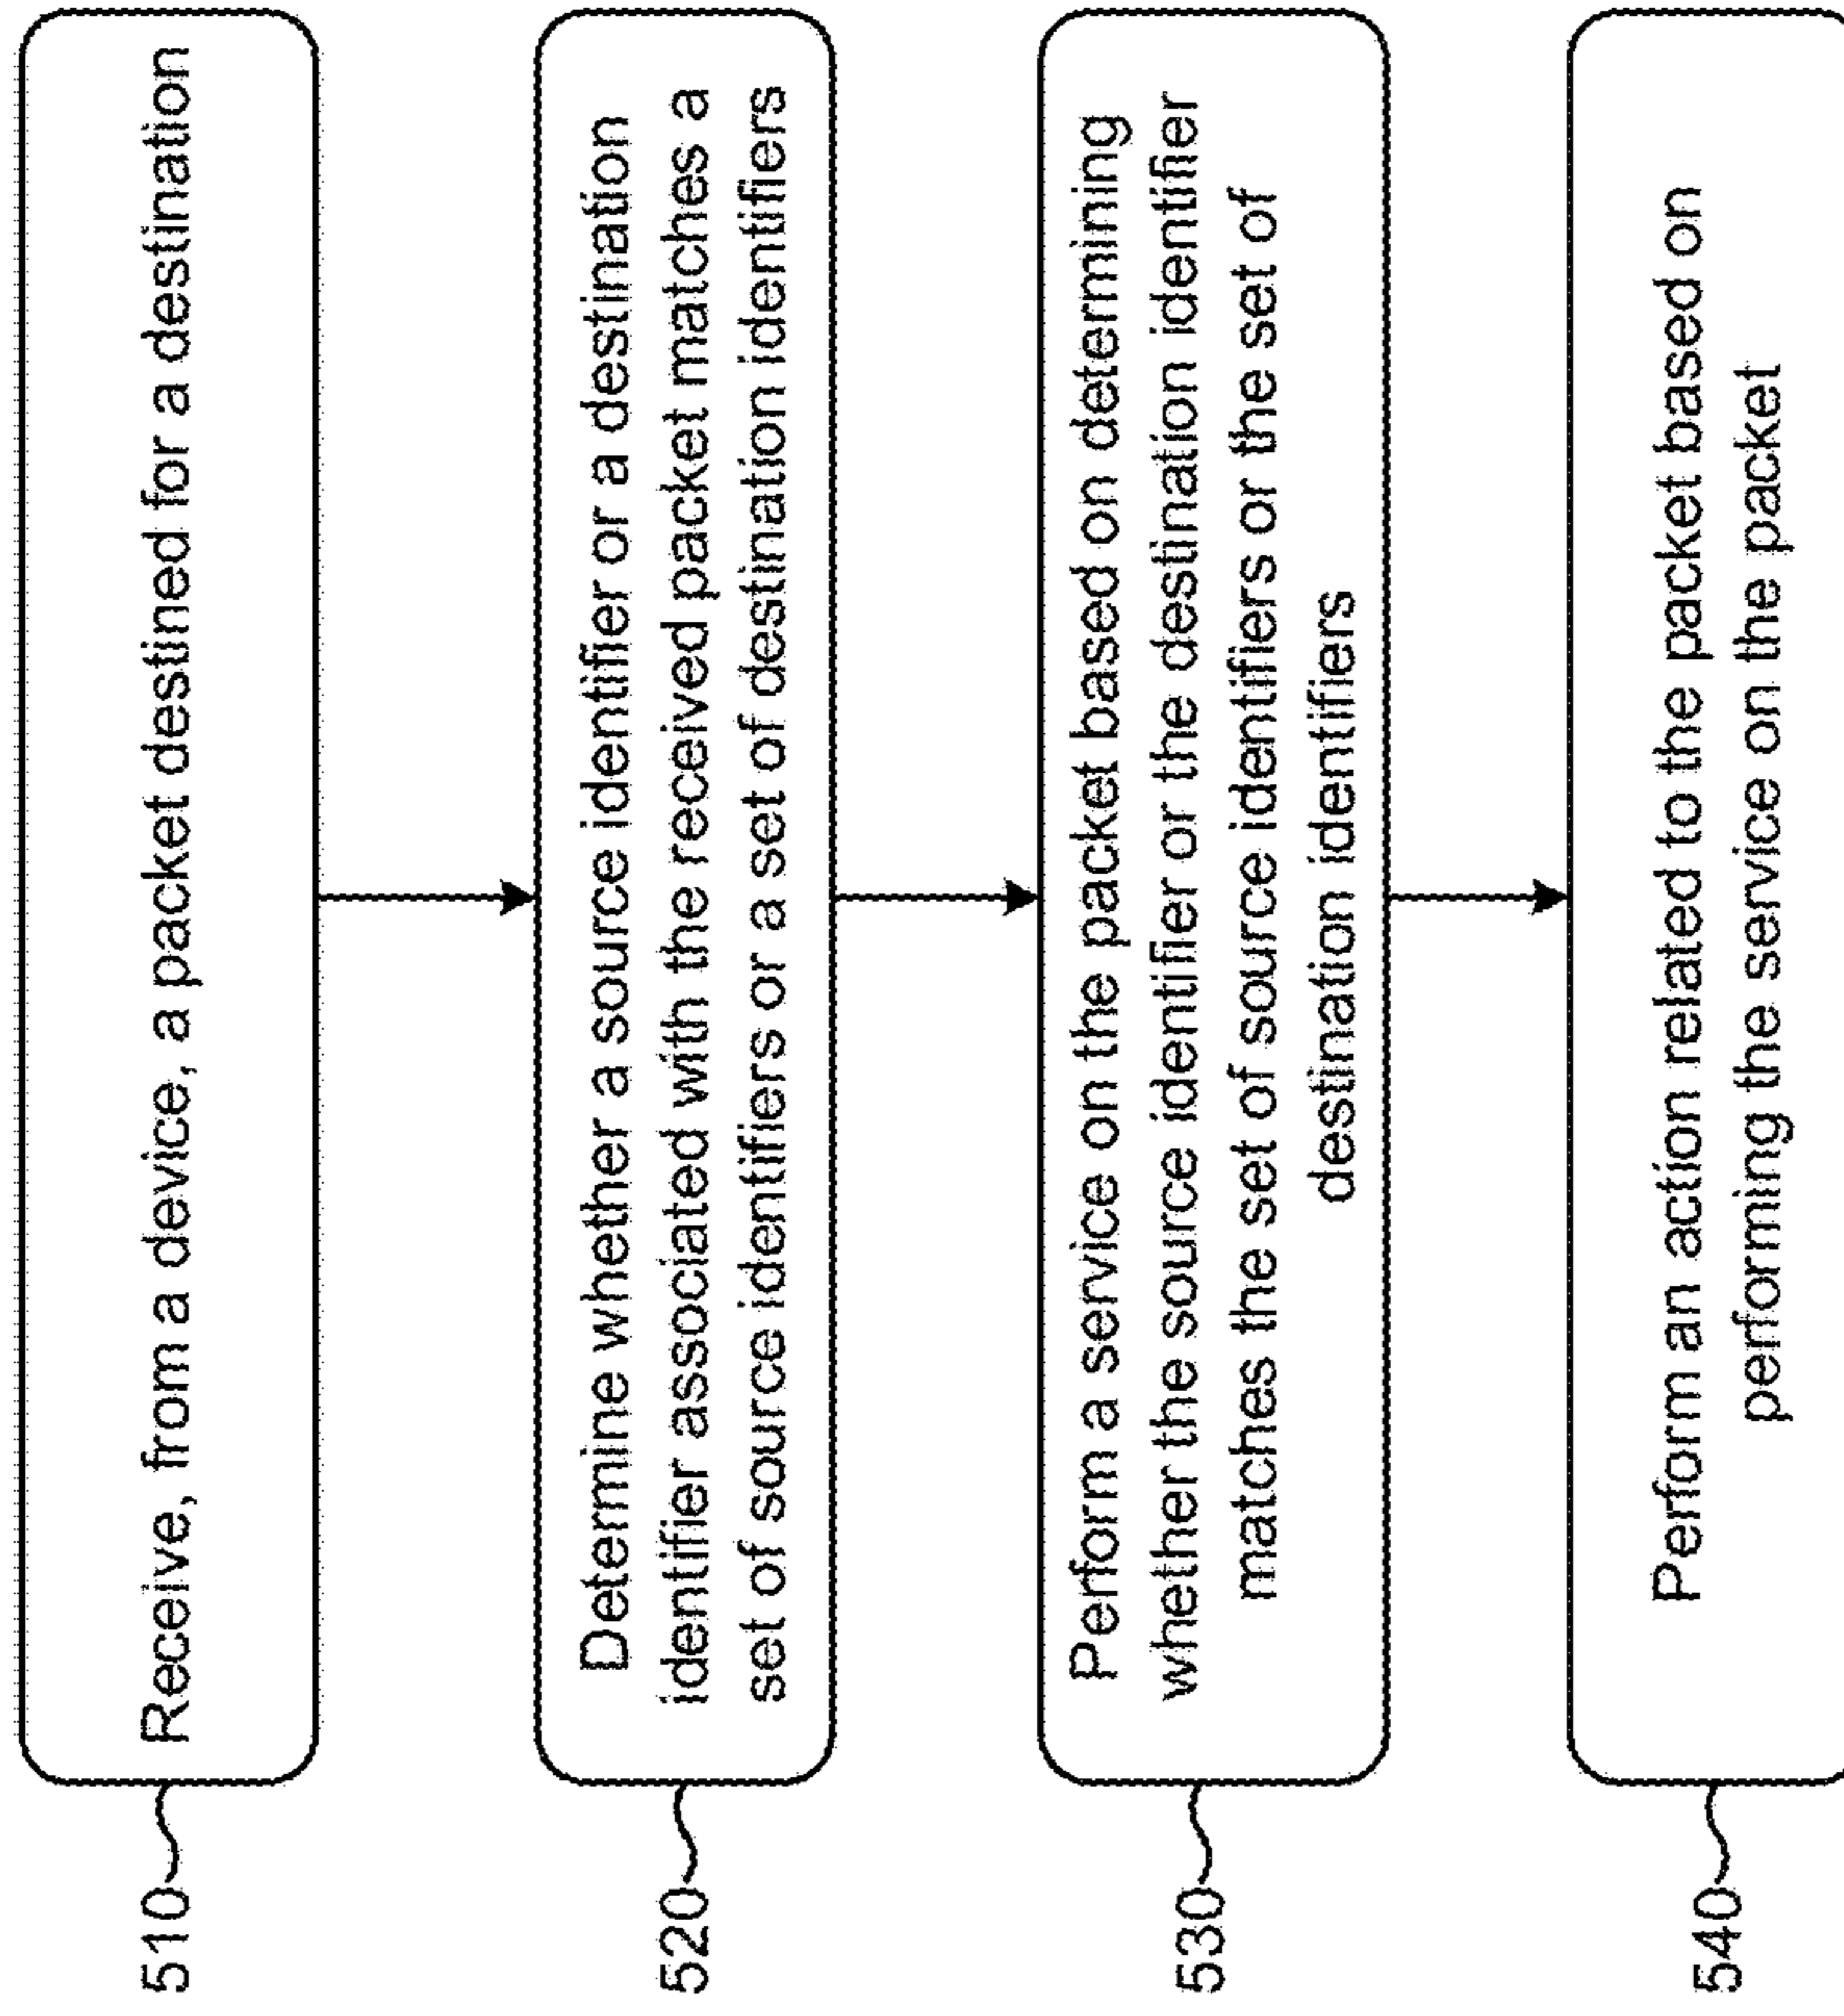 510
Receive, from a device, a packet destined for a destination
520
Determine whether a source identifier or a destination
identifier associated with the received packet matches a
set of source identifiers or a set of destination identifiers
530
Perform a service on the packet based on determining
whether the source identifier or the destination identifier
matches the set of source identifiers or the set of
destination identifiers
540
Perform an action related to the packet based on
performing the service on the packet